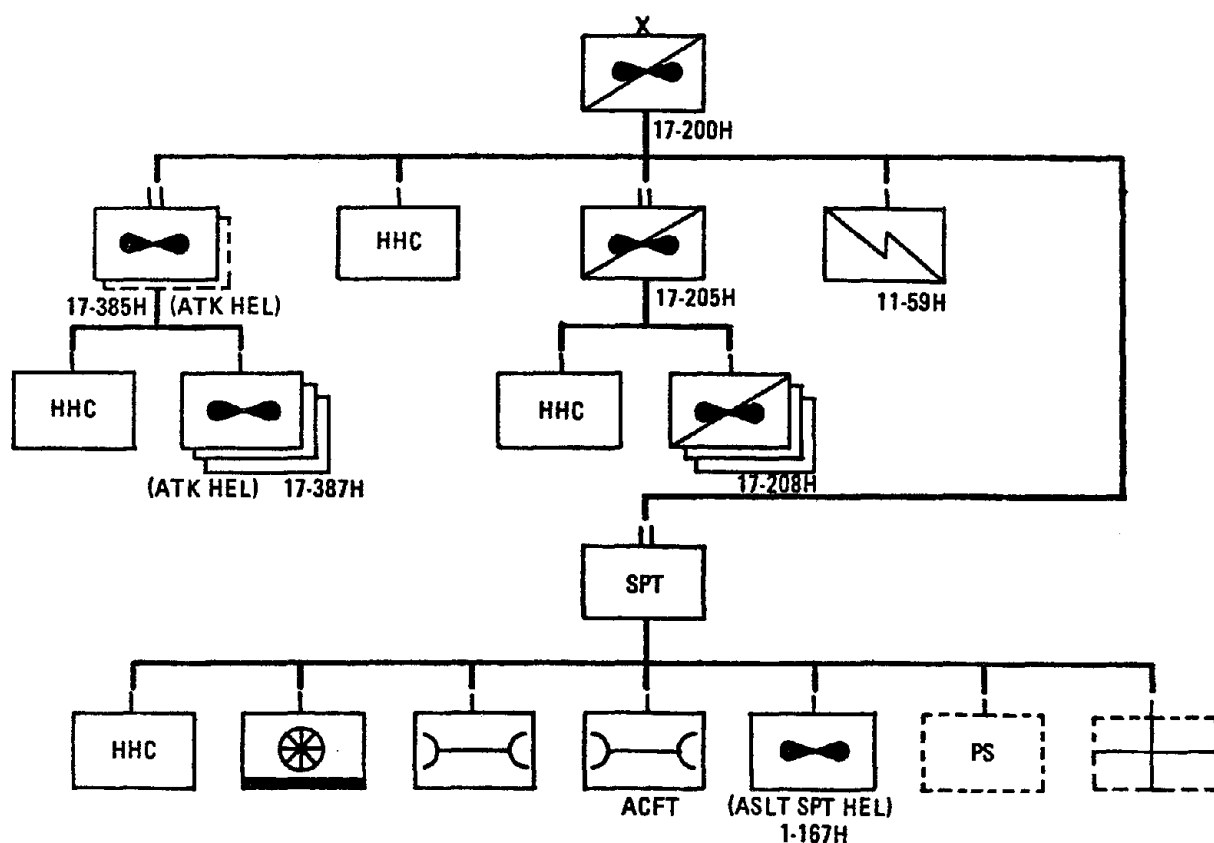 X
17-200H
HHC
17-385H (ATK HEL)
17-205H
11-59H
HHC
HHC
(ATK HEL) 17-387H
17-208H
SPT
HHC
PS
ACFT
(ASLT SPT HEL)
1-167H